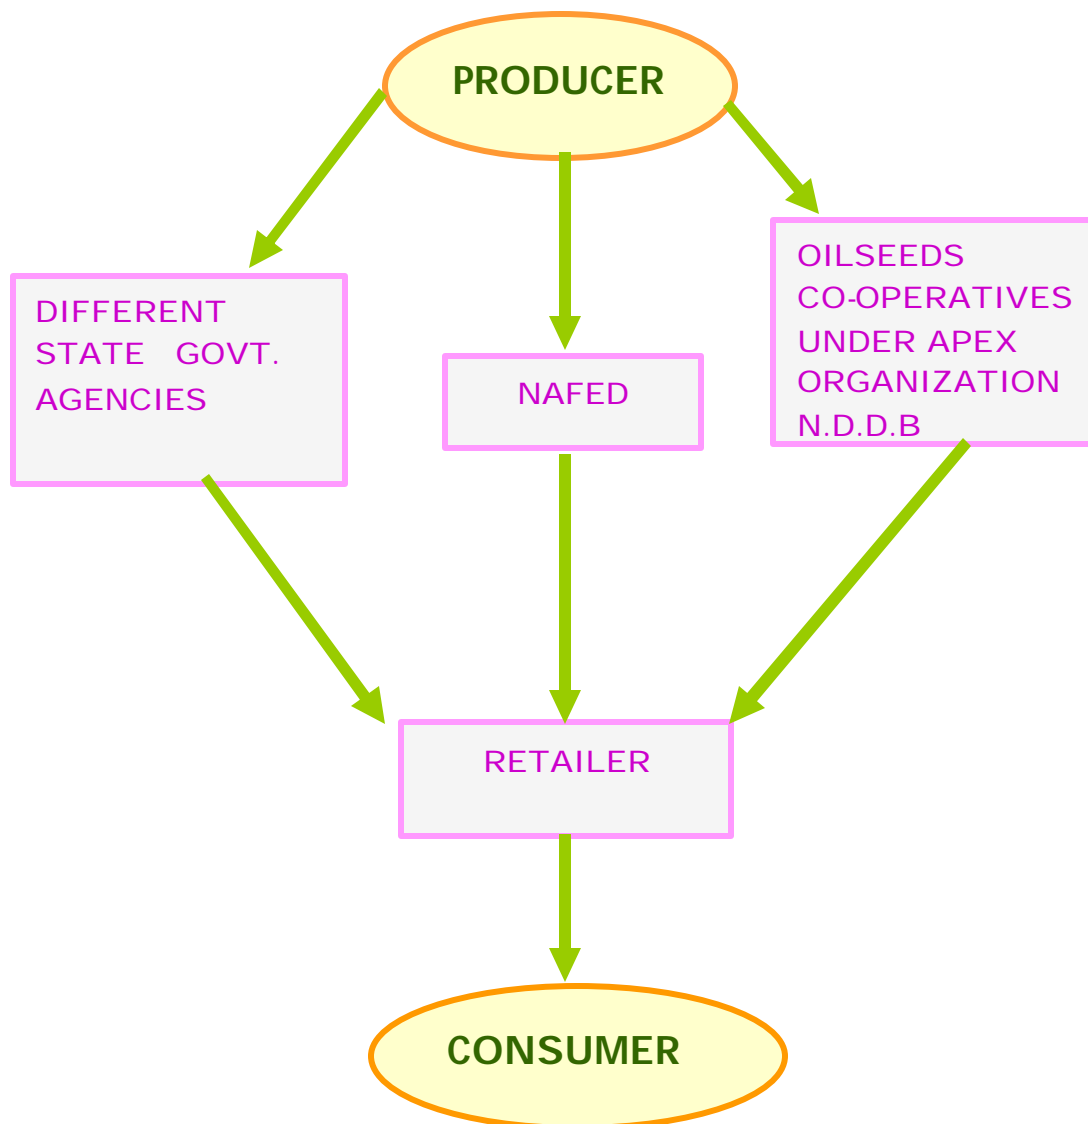 PRODUCER
DIFFERENT
STATE GOVT.
AGENCIES
NAFED
OILSEEDS
CO-OPERATIVES
UNDER APEX
ORGANIZATION
N.D.D.B
RETAILER
CONSUMER